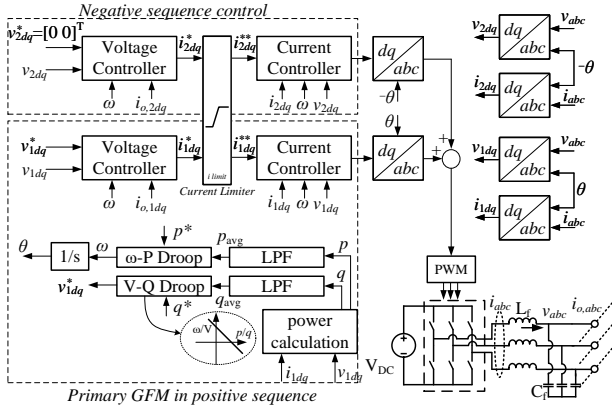 Negative sequence control
v*2dq=[0 0]T
v2dq
Voltage Controller
ω
io,2dq
i*2dq
i**2dq
Current Controller
i2dq
ω
v2dq
dq
abc
-θ
v*1dq
v1dq
Voltage Controller
ω
io,1dq
i*1dq
i limit
Current Limiter
i**1dq
Current Controller
i1dq
ω
v1dq
θ
dq
abc
+
+
v2dq
dq
abc
vabc
-θ
i2dq
dq
abc
iabc
v1dq
dq
abc
vabc
θ
i1dq
dq
abc
iabc
θ
1/s
ω
p*
ω-P Droop
pavg
LPF
p
v*1dq
V-Q Droop
q*
qavg
LPF
q
ω/V
p/q
power calculation
i1dq
v1dq
Primary GFM in positive sequence
PWM
VDC
iabc
Lf
vabc
io,abc
Cf